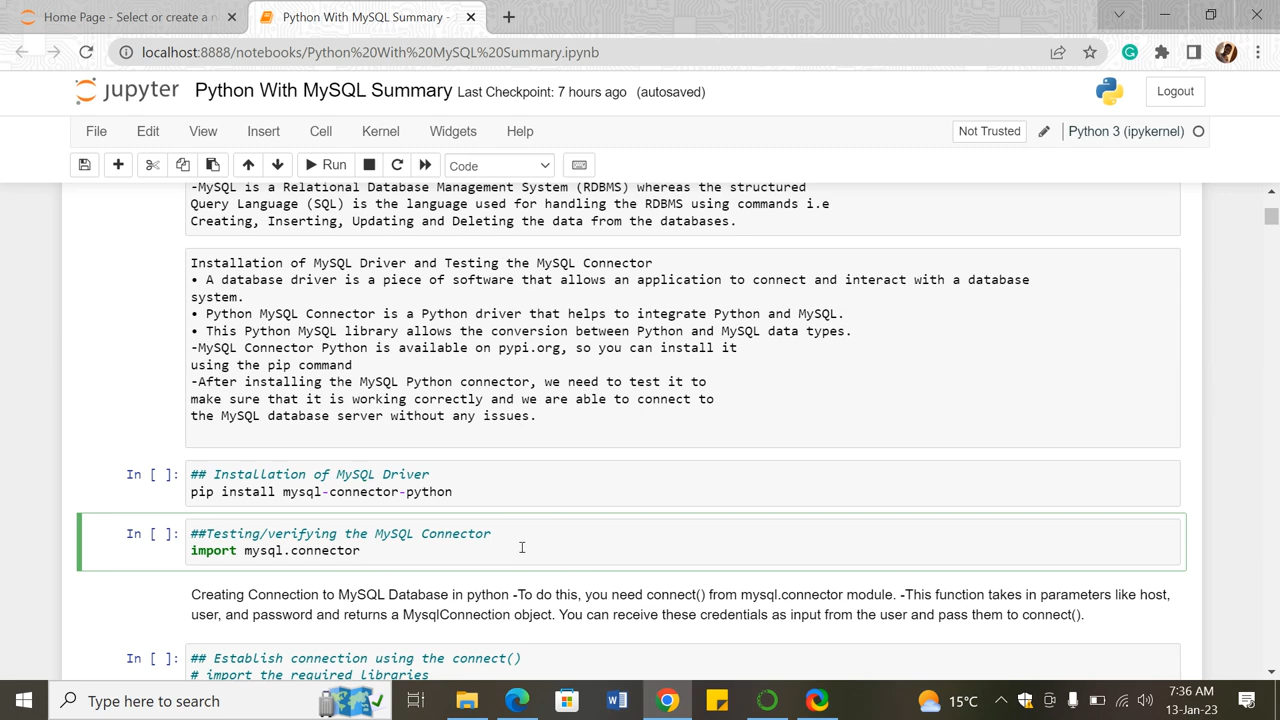 Home Page - Select or create a n
Python With MySQL Summary - J
localhost:8888/notebooks/Python%20With%20MySQL%20Summary.ipynb
jupyter Python With MySQL Summary Last Checkpoint: 7 hours ago (autosaved)
Logout
File Edit View Insert Cell Kernel Widgets Help
Not Trusted
Python 3 (ipykernel)
Run
Code
-MySQL is a Relational Database Management System (RDBMS) whereas the structured
Query Language (SQL) is the language used for handling the RDBMS using commands i.e
Creating, Inserting, Updating and Deleting the data from the databases.
Installation of MySQL Driver and Testing the MySQL Connector
• A database driver is a piece of software that allows an application to connect and interact with a database
system.
• Python MySQL Connector is a Python driver that helps to integrate Python and MySQL.
• This Python MySQL library allows the conversion between Python and MySQL data types.
-MySQL Connector Python is available on pypi.org, so you can install it
using the pip command
-After installing the MySQL Python connector, we need to test it to
make sure that it is working correctly and we are able to connect to
the MySQL database server without any issues.
In [ ]: ## Installation of MySQL Driver
pip install mysql-connector-python
In [ ]: ##Testing/verifying the MySQL Connector
import mysql.connector
Creating Connection to MySQL Database in python -To do this, you need connect() from mysql.connector module. -This function takes in parameters like host,
user, and password and returns a MysqlConnection object. You can receive these credentials as input from the user and pass them to connect().
In [ ]: ## Establish connection using the connect()
# import the required libraries
Type here to search
15°C
7:36 AM
13-Jan-23